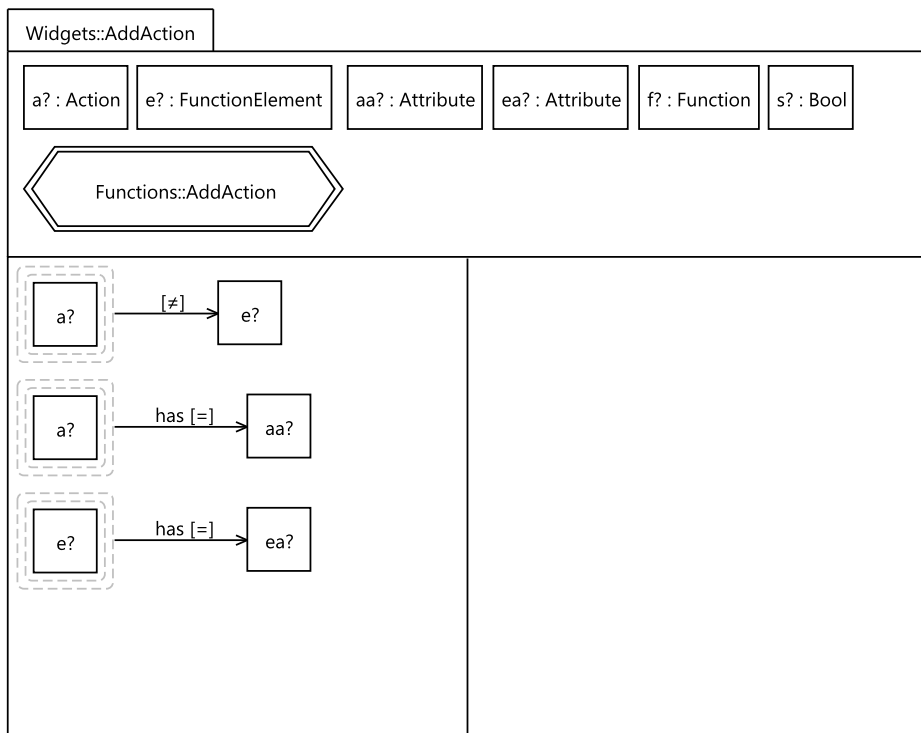 Widgets::AddAction
a? : Action
e? : FunctionElement
aa? : Attribute
ea? : Attribute
f? : Function
s? : Bool
Functions::AddAction
a?
[≠]
e?
a?
has [=]
aa?
e?
has [=]
ea?